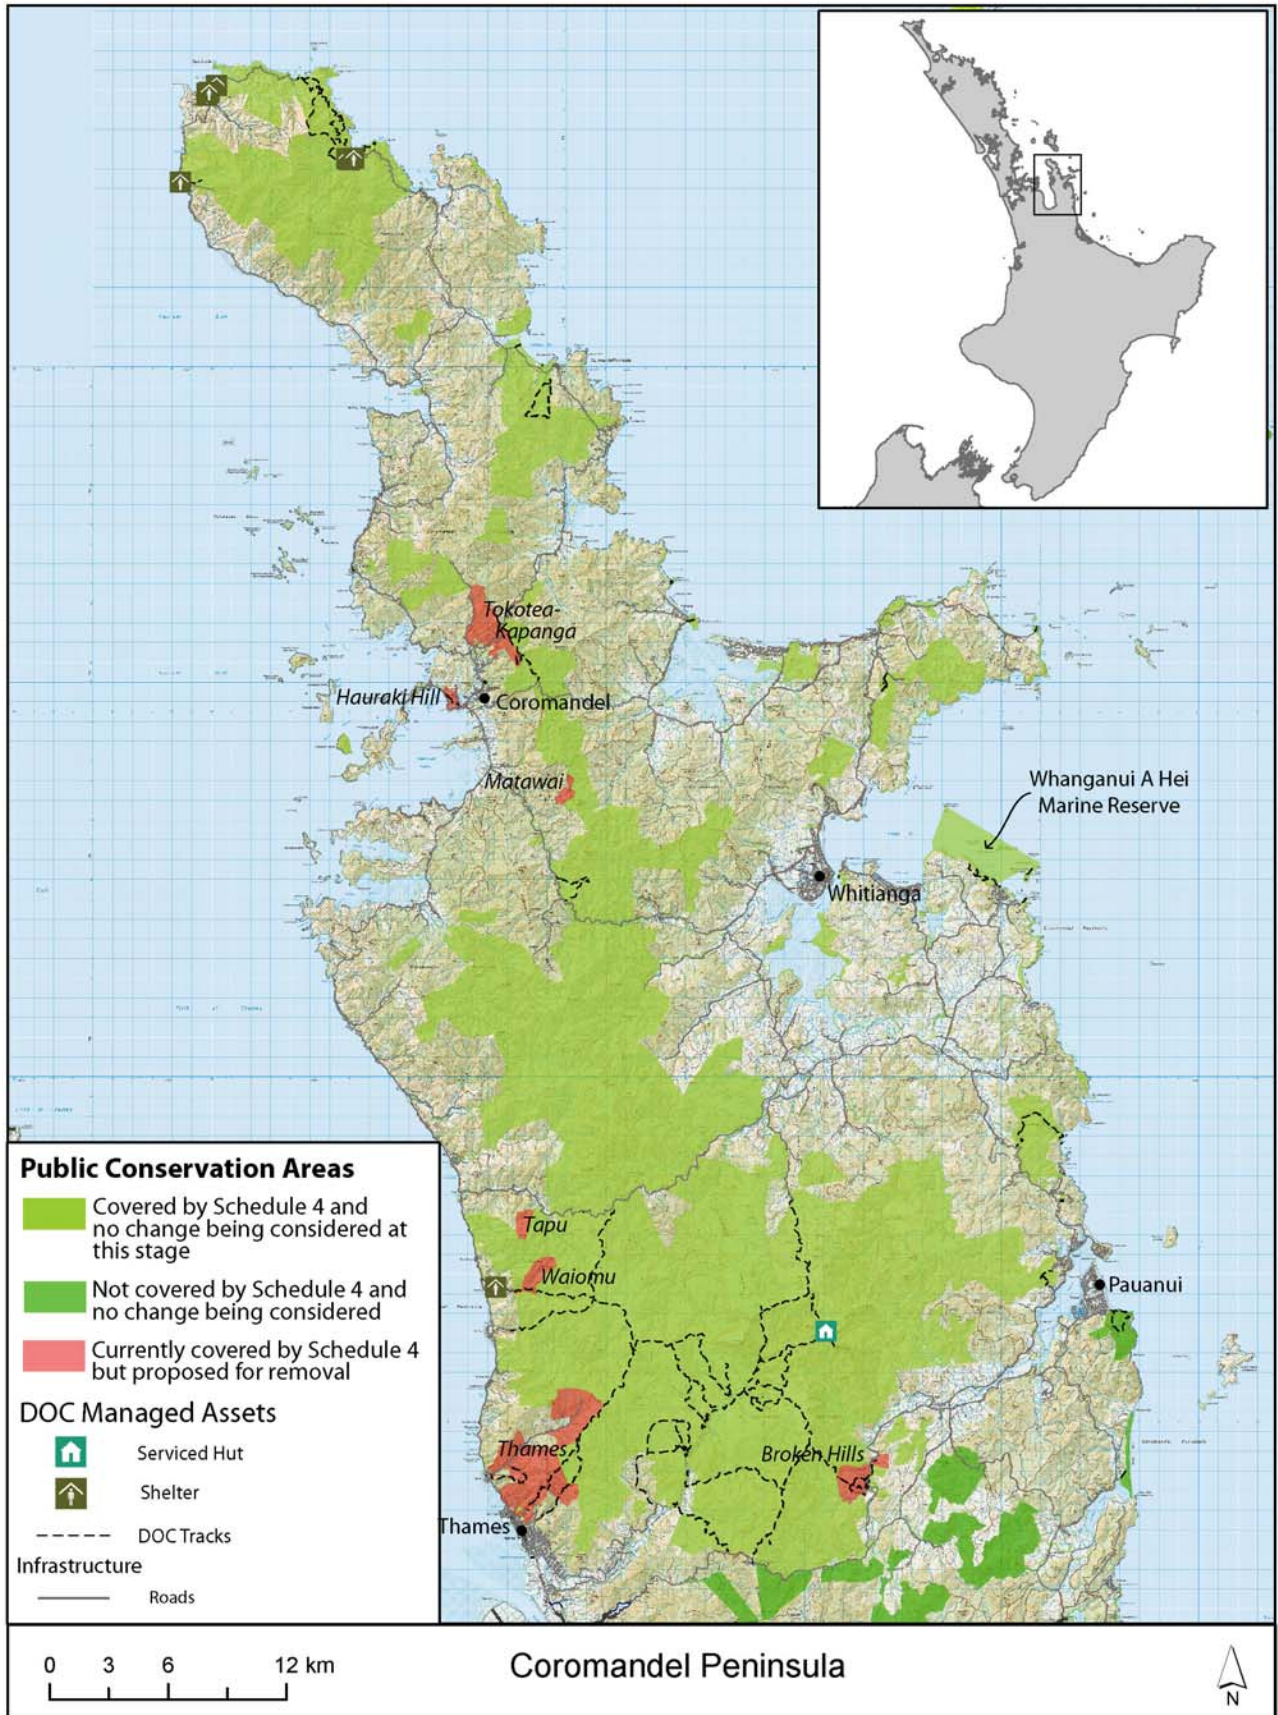 Tokotea-
Kapanga
Hauraki Hill
Coromandel
Matawai
Whanganui A Hei
Marine Reserve
Whitianga
Public Conservation Areas
Covered by Schedule 4 and
no change being considered at
this stage
Not covered by Schedule 4 and
no change being considered
Currently covered by Schedule 4
but proposed for removal
DOC Managed Assets
Serviced Hut
Shelter
DOC Tracks
Infrastructure
Roads
Tapu
Waiomu
Pauanui
Thames
Broken Hills
Thames
0 3 6 12 km
Coromandel Peninsula
N